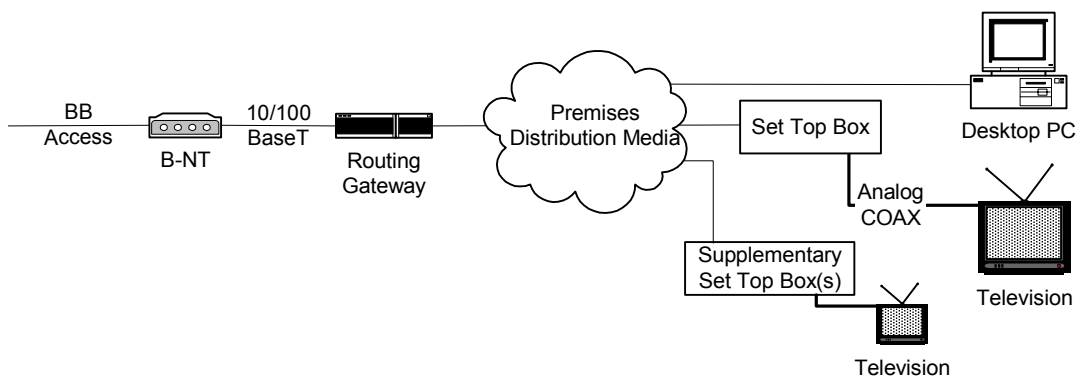 BB
Access
B-NT
10/100
BaseT
Routing
Gateway
Premises
Distribution Media
Set Top Box
Desktop PC
Analog
COAX
Television
Supplementary
Set Top Box(s)
Television